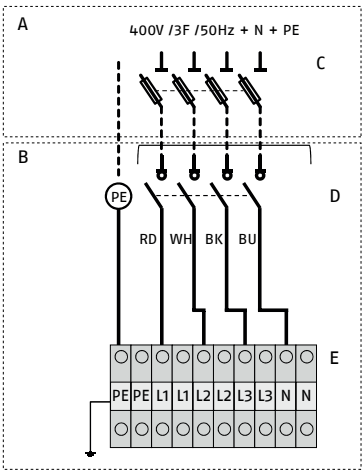 A
400V /3F /50Hz + N + PE
C
B
PE
D
RD WH BK BU
E
PE PE L1 L1 L2 L2 L3 L3 N N